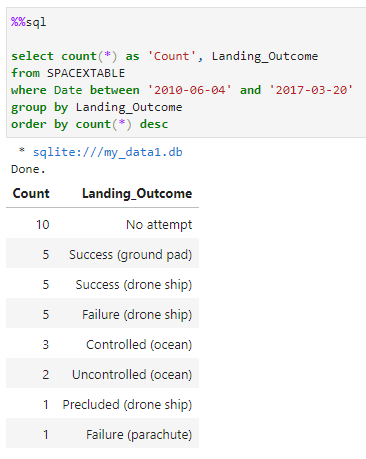 %%sql
select count(*) as 'Count', Landing_Outcome
from SPACEXTABLE
where Date between '2010-06-04' and '2017-03-20'
group by Landing_Outcome
order by count(*) desc
* sqlite:///my_data1.db
Done.
Count Landing_Outcome
10 No attempt
5 Success (ground pad)
5 Success (drone ship)
5 Failure (drone ship)
3 Controlled (ocean)
2 Uncontrolled (ocean)
1 Precluded (drone ship)
1 Failure (parachute)